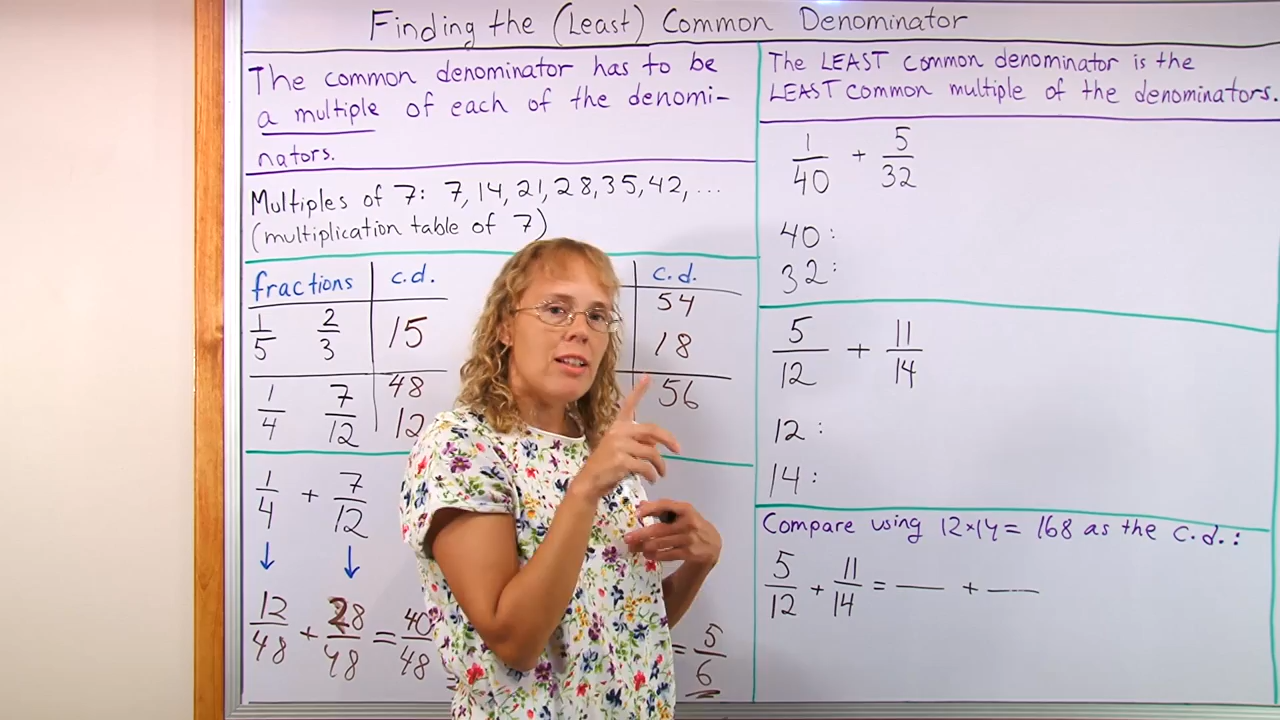 Finding the (Least) Common Denominator
The common denominator has to be
a multiple of each of the denomi-
nators.
Multiples of 7: 7, 14, 21, 28, 35, 42, ...
(multiplication table of 7)
fractions c.d.
1/5 2/3 15
1/4 7/12 48
12
c.d.
54
18
56
1/4 + 7/12
↓ ↓
12/48 + 28/48 = 40/48
= 5/6
The LEAST common denominator is the
LEAST common multiple of the denominators.
1/40 + 5/32
40:
32:
5/12 + 11/14
12:
14:
Compare using 12×14 = 168 as the c.d.:
5/12 + 11/14 = — + —